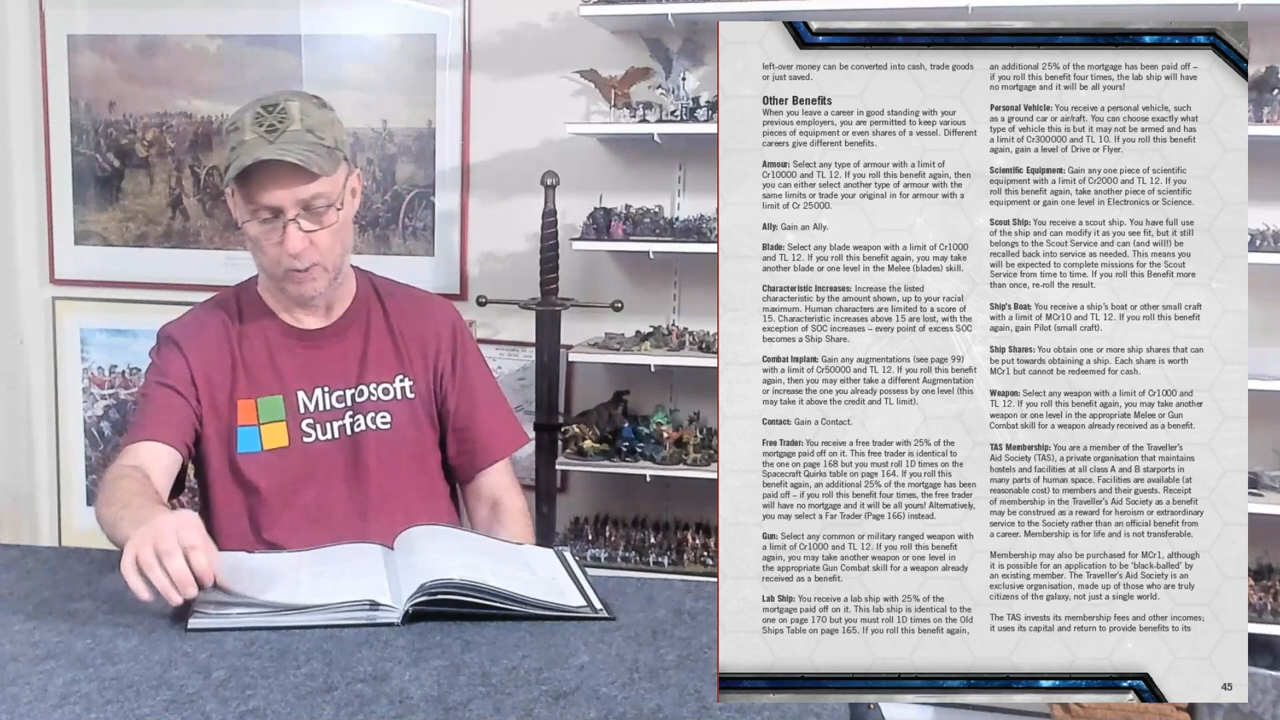 Microsoft
Surface
left-over money can be converted into cash, trade goods
or just saved.
Other Benefits
When you leave a career in good standing with your
previous employers, you are permitted to keep various
pieces of equipment or even shares of a vessel. Different
careers give different benefits.
Armour: Select any type of armour with a limit of
Cr10000 and TL 12. If you roll this benefit again, then
you can either select another type of armour with the
same limits or trade your original in for armour with a
limit of Cr 25000.
Ally: Gain an Ally.
Blade: Select any blade weapon with a limit of Cr1000
and TL 12. If you roll this benefit again, you may take
another blade or one level in the Melee (blades) skill.
Characteristic Increases: Increase the listed
characteristic by the amount shown, up to your racial
maximum. Human characters are limited to a score of
15. Characteristic increases above 15 are lost, with the
exception of SOC increases – every point of excess SOC
becomes a Ship Share.
Combat Implant: Gain any augmentations (see page 99)
with a limit of Cr50000 and TL 12. If you roll this benefit
again, then you may either take a different Augmentation
or increase the one you already possess by one level (this
may take it above the credit and TL limit).
Contact: Gain a Contact.
Free Trader: You receive a free trader with 25% of the
mortgage paid off on it. This free trader is identical to
the one on page 168 but you must roll 1D times on the
Spacecraft Quirks table on page 164. If you roll this
benefit again, an additional 25% of the mortgage has been
paid off – if you roll this benefit four times, the free trader
will have no mortgage and it will be all yours! Alternatively,
you may select a Far Trader (Page 166) instead.
Gun: Select any common or military ranged weapon with
a limit of Cr1000 and TL 12. If you roll this benefit
again, you may take another weapon or one level in
the appropriate Gun Combat skill for a weapon already
received as a benefit.
Lab Ship: You receive a lab ship with 25% of the
mortgage paid off on it. This lab ship is identical to the
one on page 170 but you must roll 1D times on the Old
Ships Table on page 165. If you roll this benefit again,
an additional 25% of the mortgage has been paid off –
if you roll this benefit four times, the lab ship will have
no mortgage and it will be all yours!
Personal Vehicle: You receive a personal vehicle, such
as a ground car or air/raft. You can choose exactly what
type of vehicle this is but it may not be armed and has
a limit of Cr300000 and TL 10. If you roll this benefit
again, gain a level of Drive or Flyer.
Scientific Equipment: Gain any one piece of scientific
equipment with a limit of Cr2000 and TL 12. If you
roll this benefit again, take another piece of scientific
equipment or gain one level in Electronics or Science.
Scout Ship: You receive a scout ship. You have full use
of the ship and can modify it as you see fit, but it still
belongs to the Scout Service and can (and will!) be
recalled back into service as needed. This means you
will be expected to complete missions for the Scout
Service from time to time. If you roll this Benefit more
than once, re-roll the result.
Ship's Boat: You receive a ship's boat or other small craft
with a limit of MCr10 and TL 12. If you roll this benefit
again, gain Pilot (small craft).
Ship Shares: You obtain one or more ship shares that can
be put towards obtaining a ship. Each share is worth
MCr1 but cannot be redeemed for cash.
Weapon: Select any weapon with a limit of Cr1000 and
TL 12. If you roll this benefit again, you may take another
weapon or one level in the appropriate Melee or Gun
Combat skill for a weapon already received as a benefit.
TAS Membership: You are a member of the Traveller's
Aid Society (TAS), a private organisation that maintains
hostels and facilities at all class A and B starports in
many parts of human space. Facilities are available (at
reasonable cost) to members and their guests. Receipt
of membership in the Traveller's Aid Society as a benefit
may be construed as a reward for heroism or extraordinary
service to the Society rather than an official benefit from
a career. Membership is for life and is not transferable.
Membership may also be purchased for MCr1, although
it is possible for an application to be 'black-balled' by
an existing member. The Traveller's Aid Society is an
exclusive organisation, made up of those who are truly
citizens of the galaxy, not just a single world.
The TAS invests its membership fees and other incomes;
it uses its capital and return to provide benefits to its
45